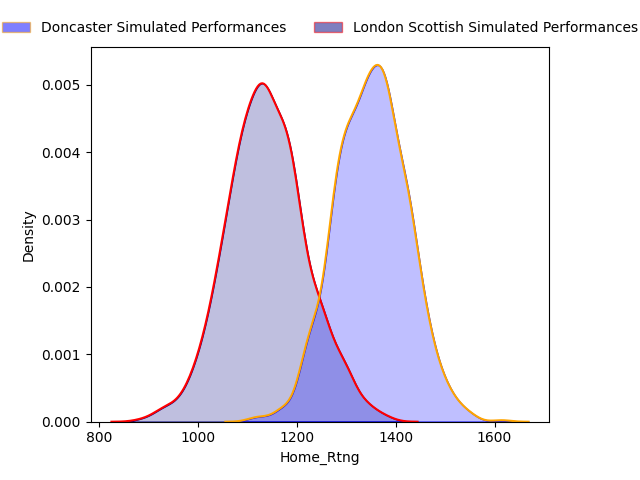 Doncaster Simulated Performances
London Scottish Simulated Performances
0.005
0.004
0.003
0.002
0.001
0.000
Density
800
1000
1200
1400
1600
Home_Rtng